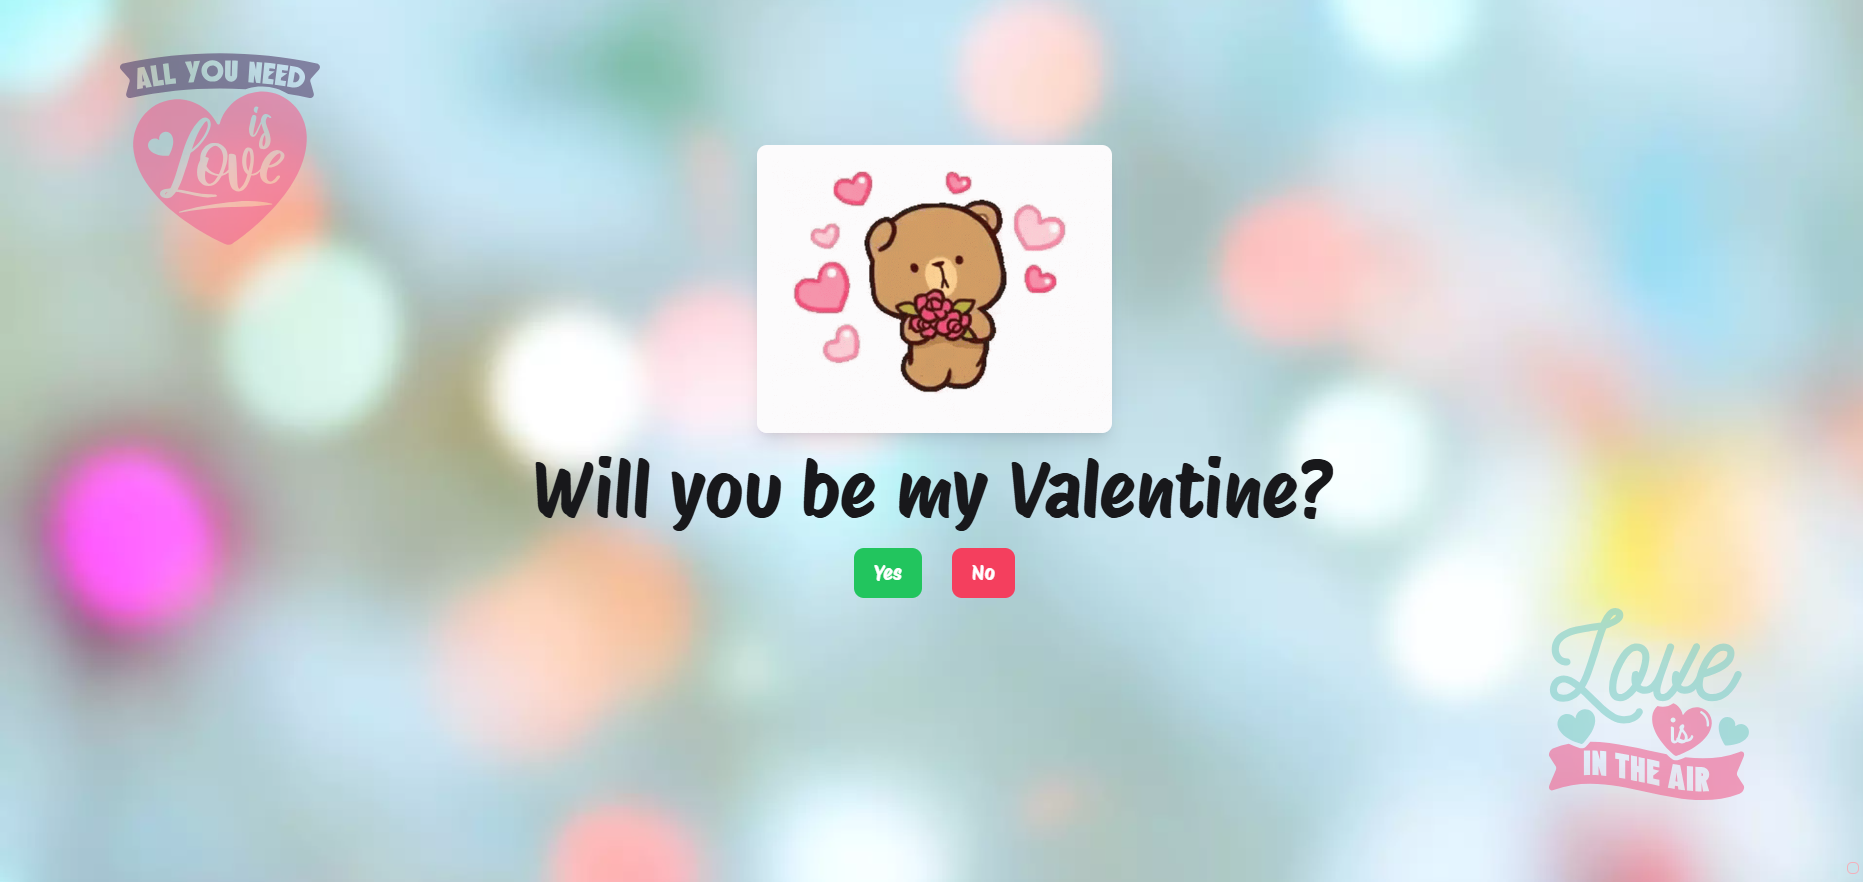 ALL YOU NEED
is
Love
Will you be my Valentine?
Yes
No
Love
is
IN THE AIR